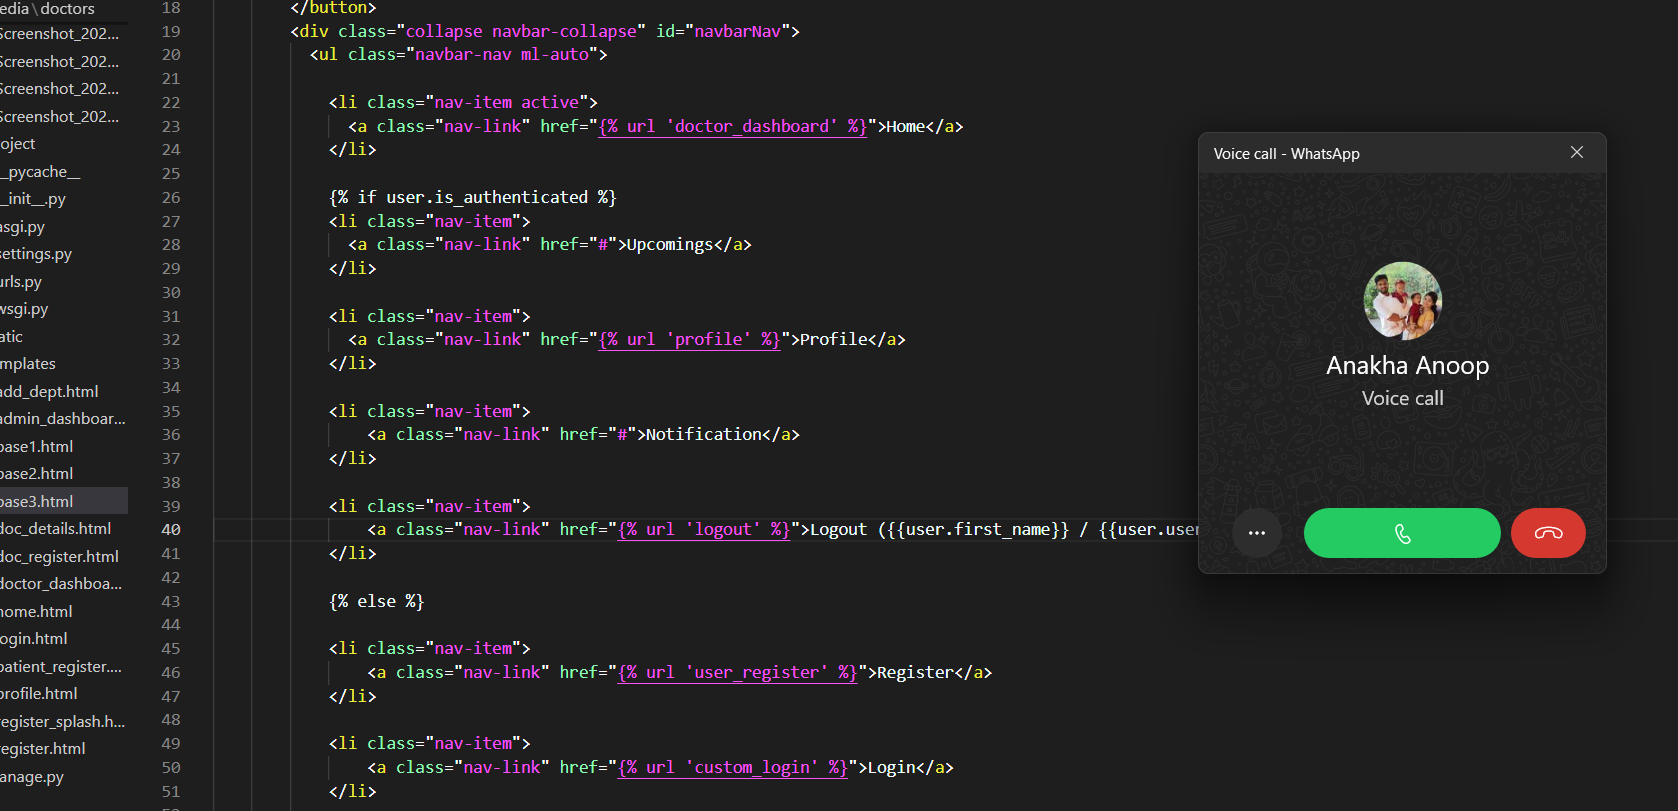 edia\doctors
Screenshot_202...
Screenshot_202...
Screenshot_202...
Screenshot_202...
oject
__pycache__
__init__.py
asgi.py
settings.py
urls.py
wsgi.py
atic
mplates
add_dept.html
admin_dashboar...
base1.html
base2.html
base3.html
doc_details.html
doc_register.html
doctor_dashboa...
home.html
login.html
patient_register....
profile.html
register_splash.h...
register.html
anage.py
18 </button>
19 <div class="collapse navbar-collapse" id="navbarNav">
20 <ul class="navbar-nav ml-auto">
21
22 <li class="nav-item active">
23 <a class="nav-link" href="{% url 'doctor_dashboard' %}">Home</a>
24 </li>
25
26 {% if user.is_authenticated %}
27 <li class="nav-item">
28 <a class="nav-link" href="#">Upcomings</a>
29 </li>
30
31 <li class="nav-item">
32 <a class="nav-link" href="{% url 'profile' %}">Profile</a>
33 </li>
34
35 <li class="nav-item">
36 <a class="nav-link" href="#">Notification</a>
37 </li>
38
39 <li class="nav-item">
40 <a class="nav-link" href="{% url 'logout' %}">Logout ({{user.first_name}} / {{user.user
41 </li>
42
43 {% else %}
44
45 <li class="nav-item">
46 <a class="nav-link" href="{% url 'user_register' %}">Register</a>
47 </li>
48
49 <li class="nav-item">
50 <a class="nav-link" href="{% url 'custom_login' %}">Login</a>
51 </li>
Voice call - WhatsApp
Anakha Anoop
Voice call